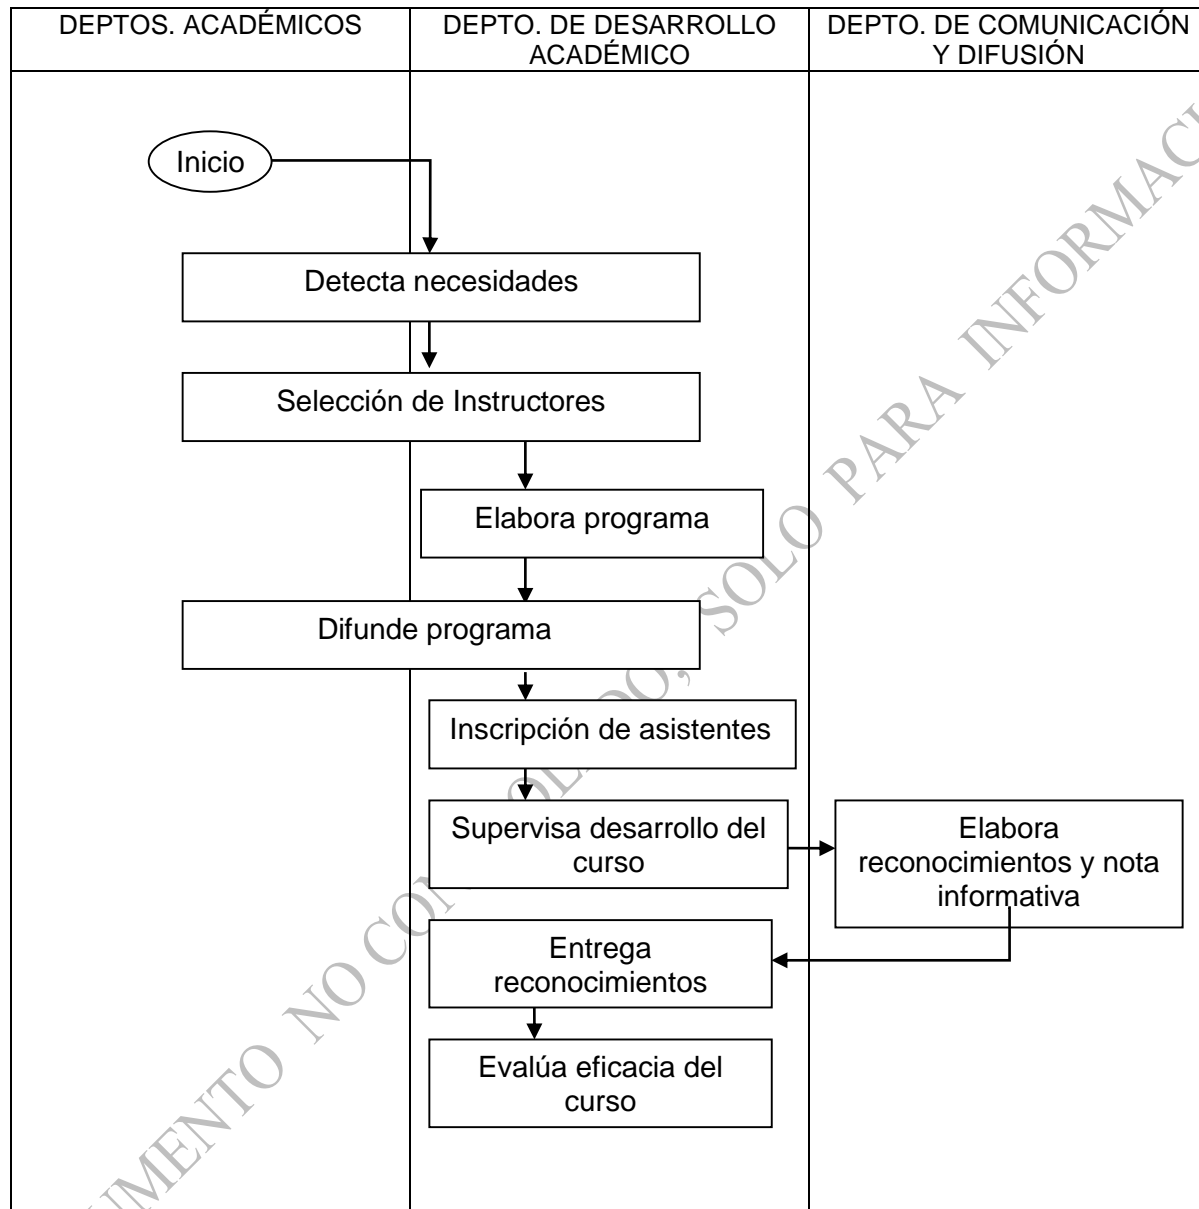 DEPTOS. ACADÉMICOS
DEPTO. DE DESARROLLO
ACADÉMICO
DEPTO. DE COMUNICACIÓN
Y DIFUSIÓN
Inicio
Detecta necesidades
Selección de Instructores
Elabora programa
Difunde programa
Inscripción de asistentes
Supervisa desarrollo del
curso
Elabora
reconocimientos y nota
informativa
Entrega
reconocimientos
Evalúa eficacia del
curso
NO
SOLO PARA